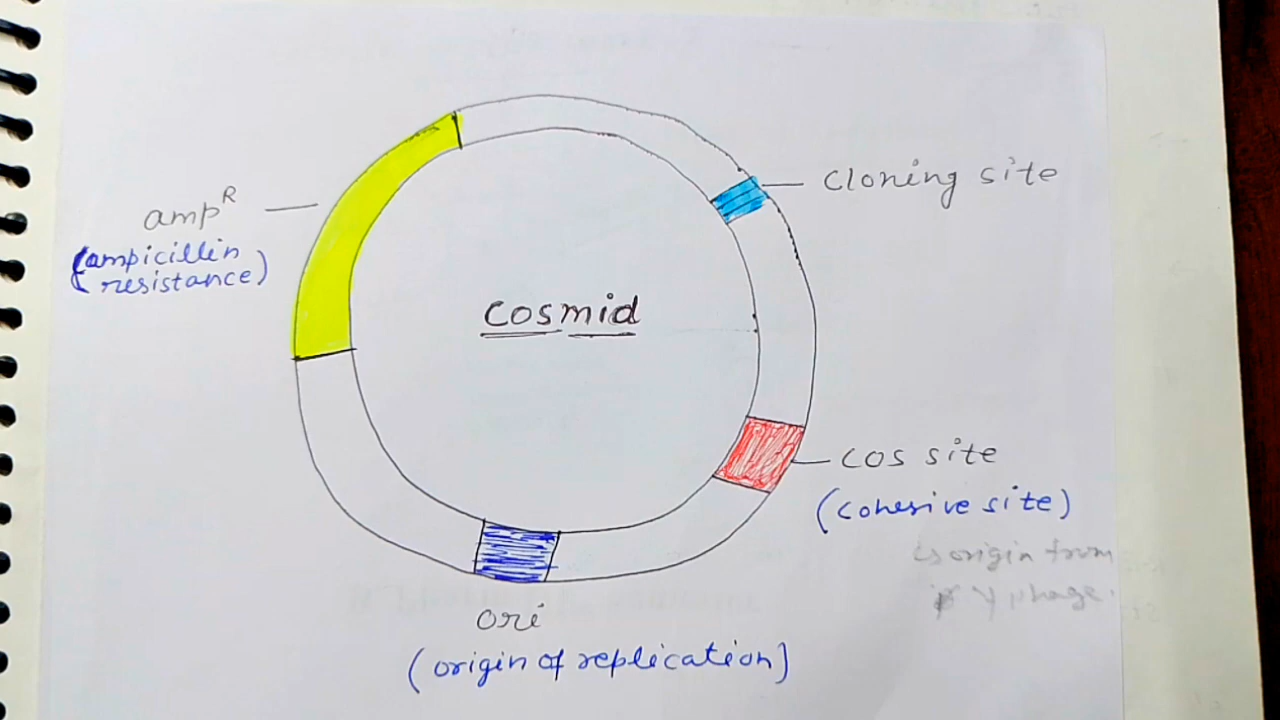 cloning site
amp^R
(ampicillin
resistance)
cosmid
cos site
(cohesive site)
origin from
phage.
ori
(origin of replication)